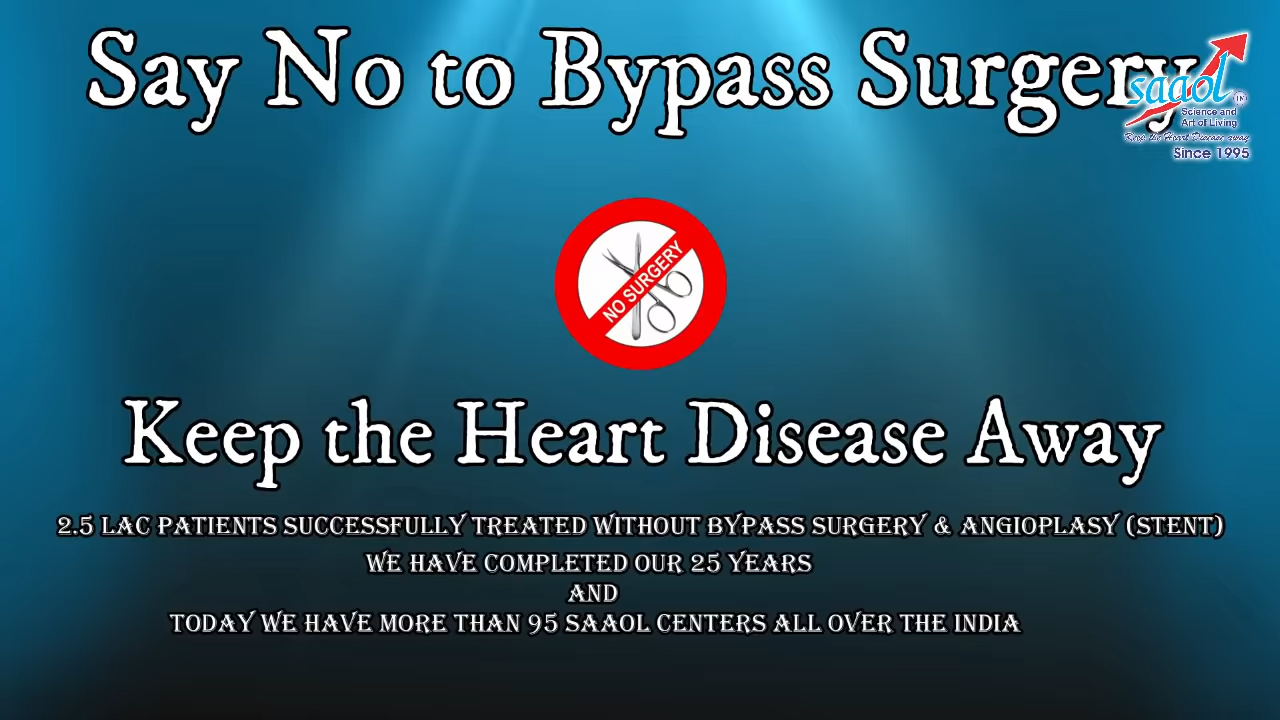 Say No to Bypass Surgery
saaol
Science and
Art of Living
Since 1995
NO SURGERY
Keep the Heart Disease Away
2.5 LAC PATIENTS SUCCESSFULLY TREATED WITHOUT BYPASS SURGERY & ANGIOPLASY (STENT)
WE HAVE COMPLETED OUR 25 YEARS
AND
TODAY WE HAVE MORE THAN 95 SAAOL CENTERS ALL OVER THE INDIA